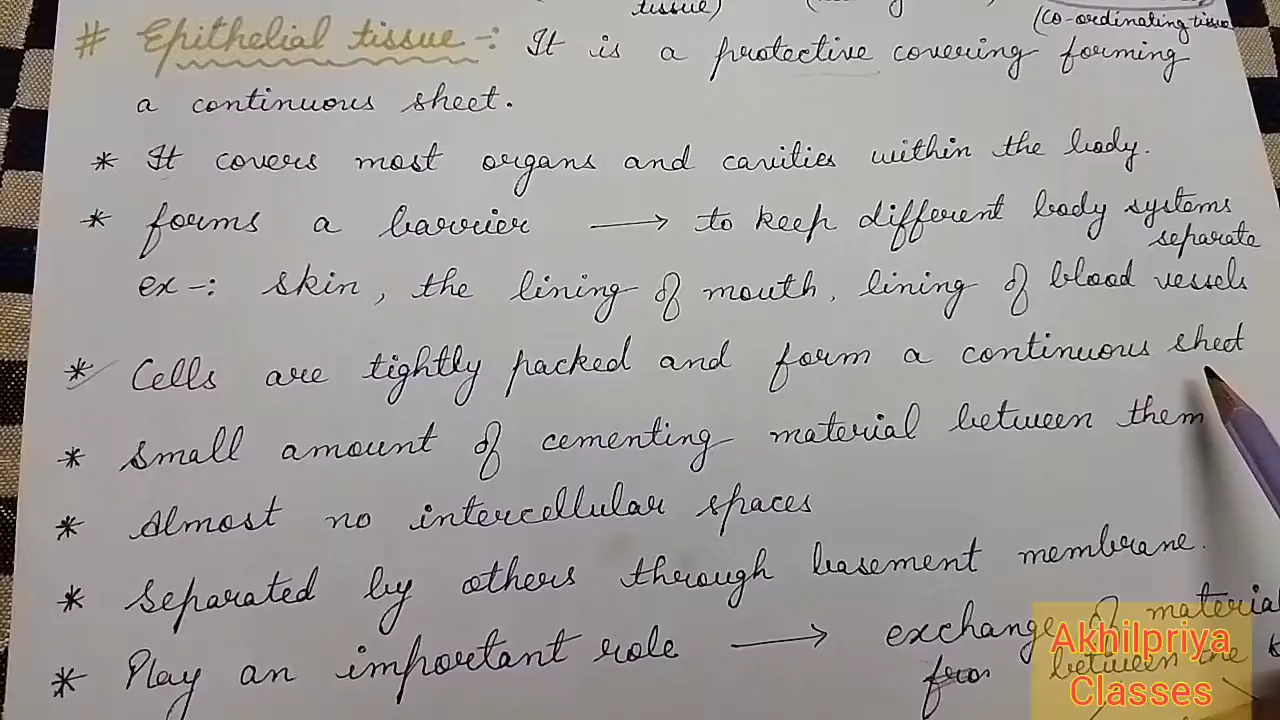 tissue)
(Co-ordinating tissue
# Epithelial tissue -: It is a protective covering forming
a continuous sheet.
* It covers most organs and cavities within the body.
* forms a barrier → to keep different body systems
separate
ex -: skin, the lining of mouth, lining of blood vessels
* Cells are tightly packed and form a continuous sheet
* Small amount of cementing material between them
* Almost no intercellular spaces
* Separated by others through basement membrane.
* Play an important role → exchange of material
between the
Akhilpriya
Classes